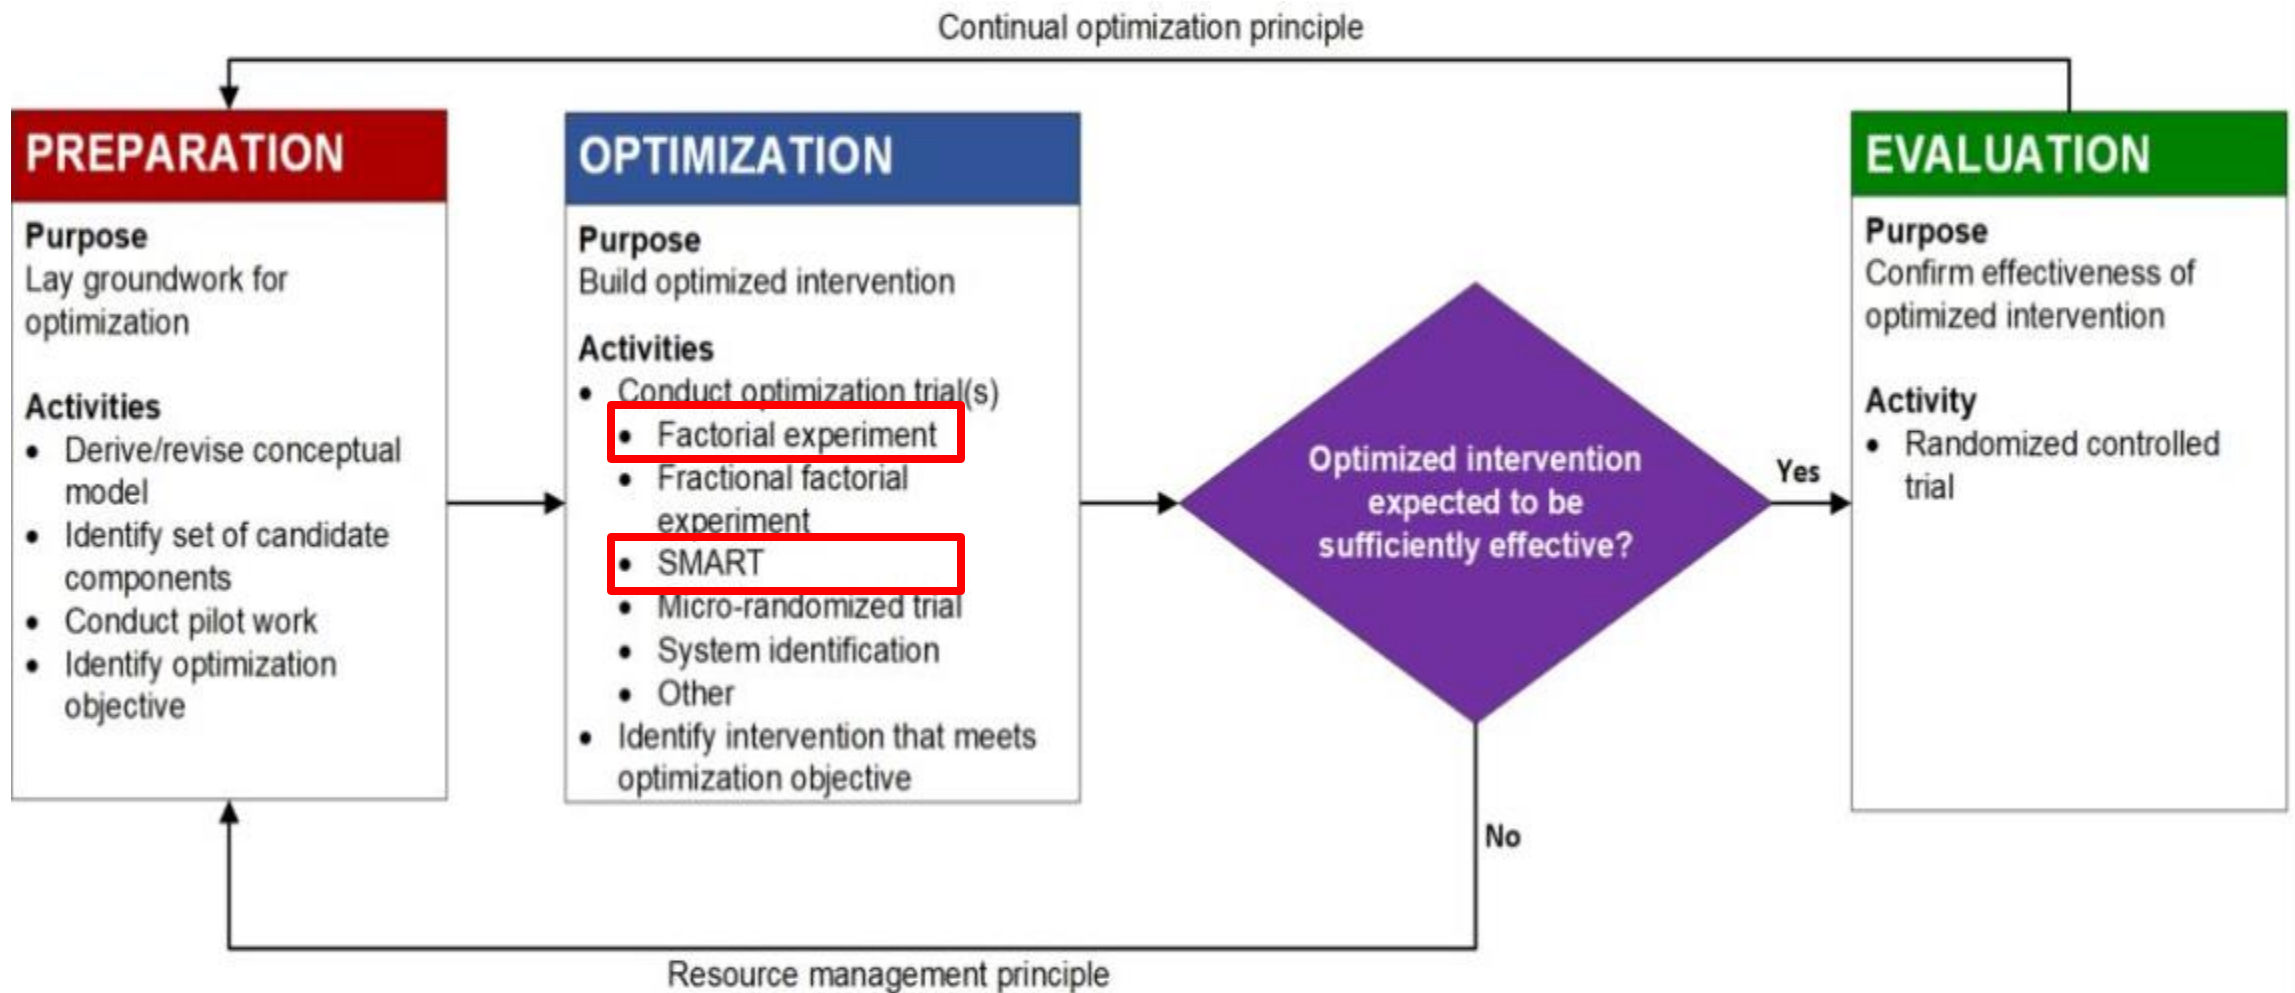 Continual optimization principle
PREPARATION
Purpose
Lay groundwork for
optimization
Activities
• Derive/revise conceptual
model
• Identify set of candidate
components
• Conduct pilot work
• Identify optimization
objective
OPTIMIZATION
Purpose
Build optimized intervention
Activities
• Conduct optimization trial(s)
• Factorial experiment
• Fractional factorial
experiment
• SMART
• Micro-randomized trial
• System identification
• Other
• Identify intervention that meets
optimization objective
Optimized intervention
expected to be
sufficiently effective?
Yes
No
EVALUATION
Purpose
Confirm effectiveness of
optimized intervention
Activity
• Randomized controlled
trial
Resource management principle